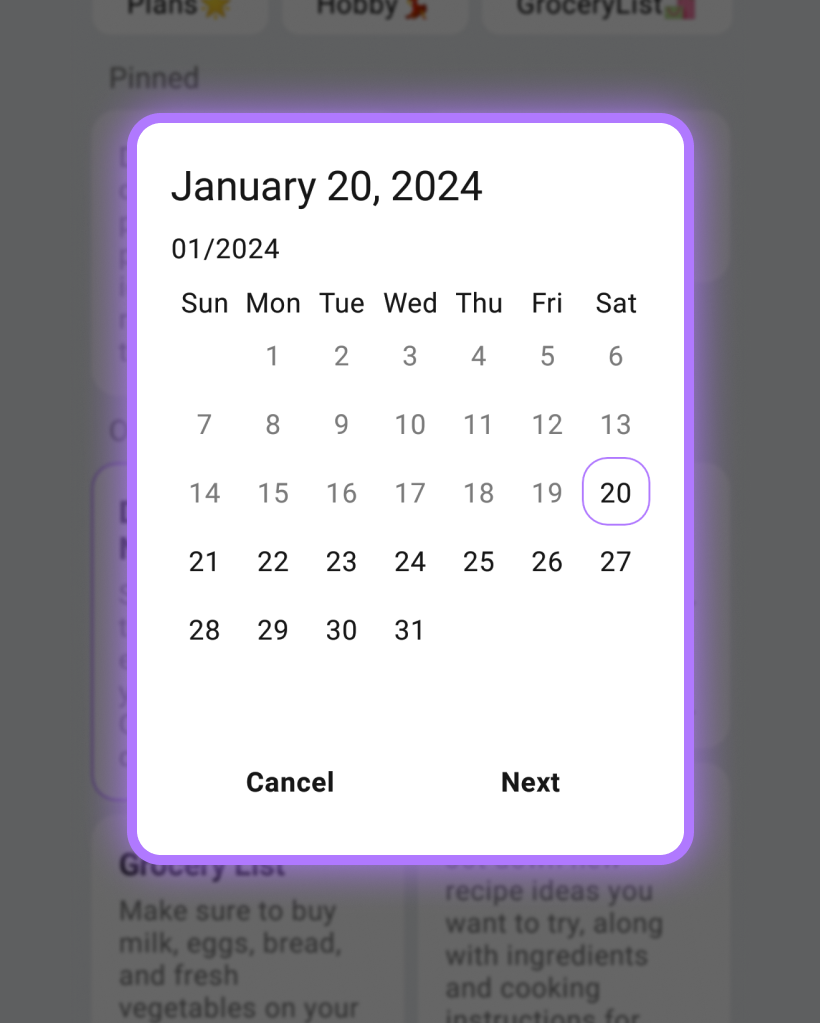 Plans🌟 Hobby💃 GroceryList
Pinned
January 20, 2024
01/2024
Sun Mon Tue Wed Thu Fri Sat
1 2 3 4 5 6
7 8 9 10 11 12 13
14 15 16 17 18 19 20
21 22 23 24 25 26 27
28 29 30 31
Cancel Next
Grocery List
Make sure to buy
milk, eggs, bread,
and fresh
vegetables on your
recipe ideas you
want to try, along
with ingredients
and cooking
instructions for